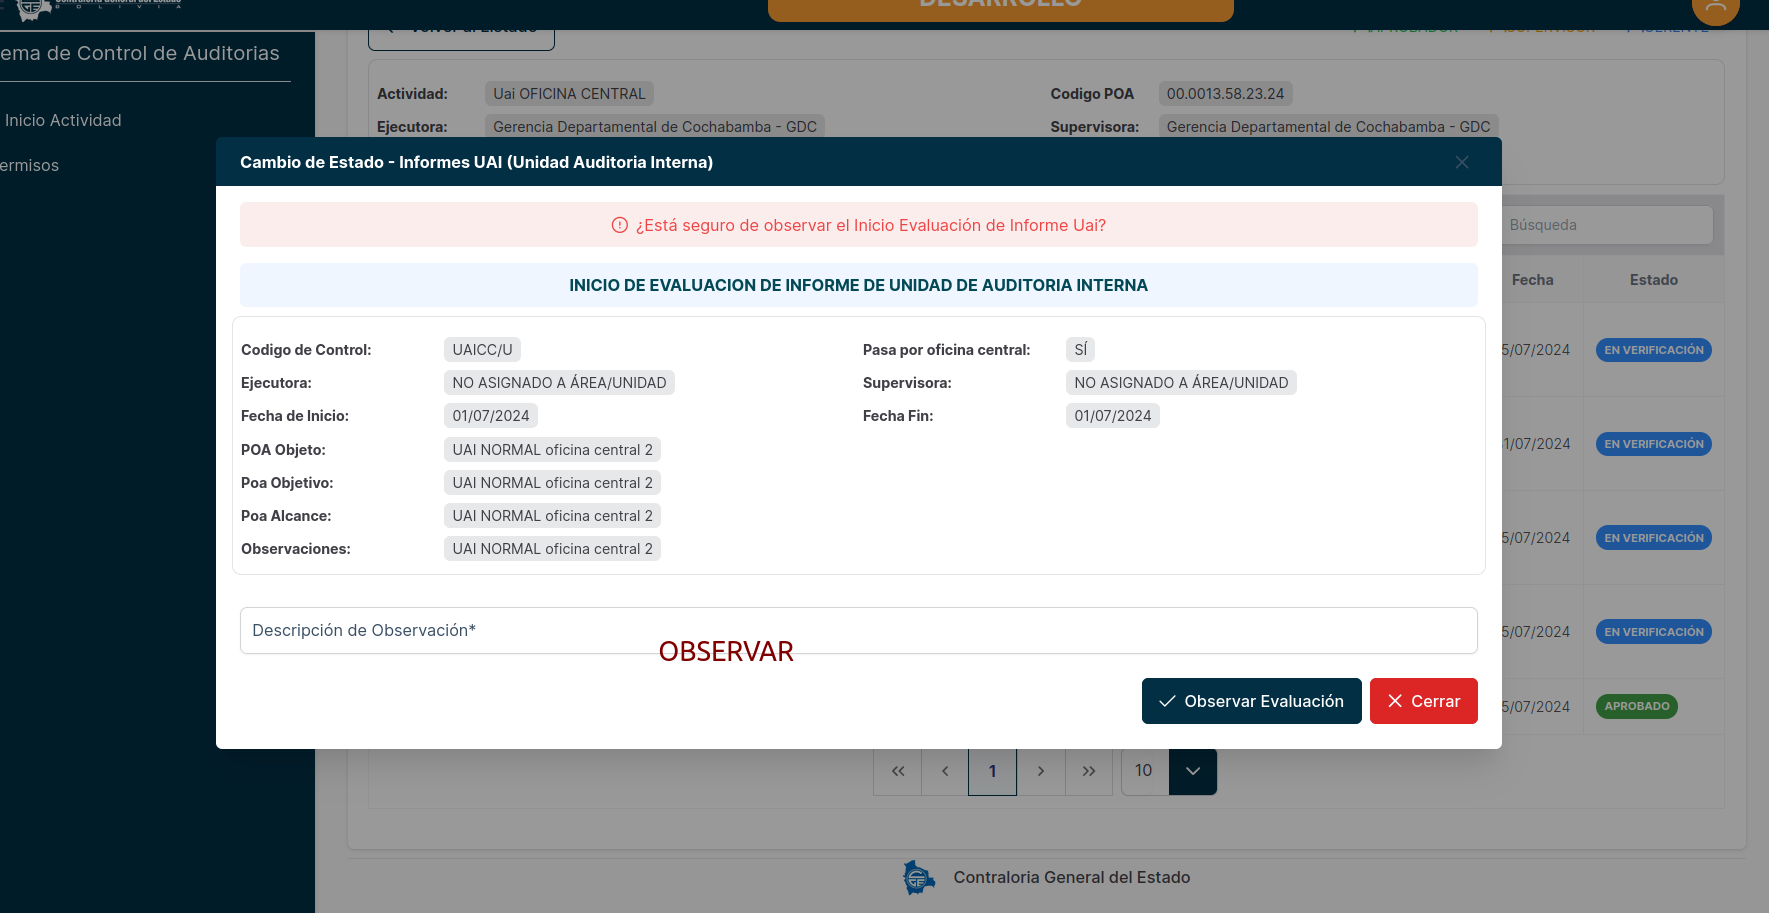 Contraloría General del Estado
B O L I V I A
DESARROLLO
ema de Control de Auditorias
Inicio Actividad
ermisos
Volver al Estado
Actividad: Uai OFICINA CENTRAL
Codigo POA 00.0013.58.23.24
Ejecutora: Gerencia Departamental de Cochabamba - GDC
Supervisora: Gerencia Departamental de Cochabamba - GDC
Cambio de Estado - Informes UAI (Unidad Auditoria Interna)
¿Está seguro de observar el Inicio Evaluación de Informe Uai?
INICIO DE EVALUACION DE INFORME DE UNIDAD DE AUDITORIA INTERNA
Codigo de Control: UAICC/U
Pasa por oficina central: SÍ
Ejecutora: NO ASIGNADO A ÁREA/UNIDAD
Supervisora: NO ASIGNADO A ÁREA/UNIDAD
Fecha de Inicio: 01/07/2024
Fecha Fin: 01/07/2024
POA Objeto: UAI NORMAL oficina central 2
Poa Objetivo: UAI NORMAL oficina central 2
Poa Alcance: UAI NORMAL oficina central 2
Observaciones: UAI NORMAL oficina central 2
Descripción de Observación*
OBSERVAR
Observar Evaluación
Cerrar
Búsqueda
Fecha Estado
5/07/2024 EN VERIFICACIÓN
1/07/2024 EN VERIFICACIÓN
5/07/2024 EN VERIFICACIÓN
5/07/2024 EN VERIFICACIÓN
5/07/2024 APROBADO
1
10
Contraloria General del Estado